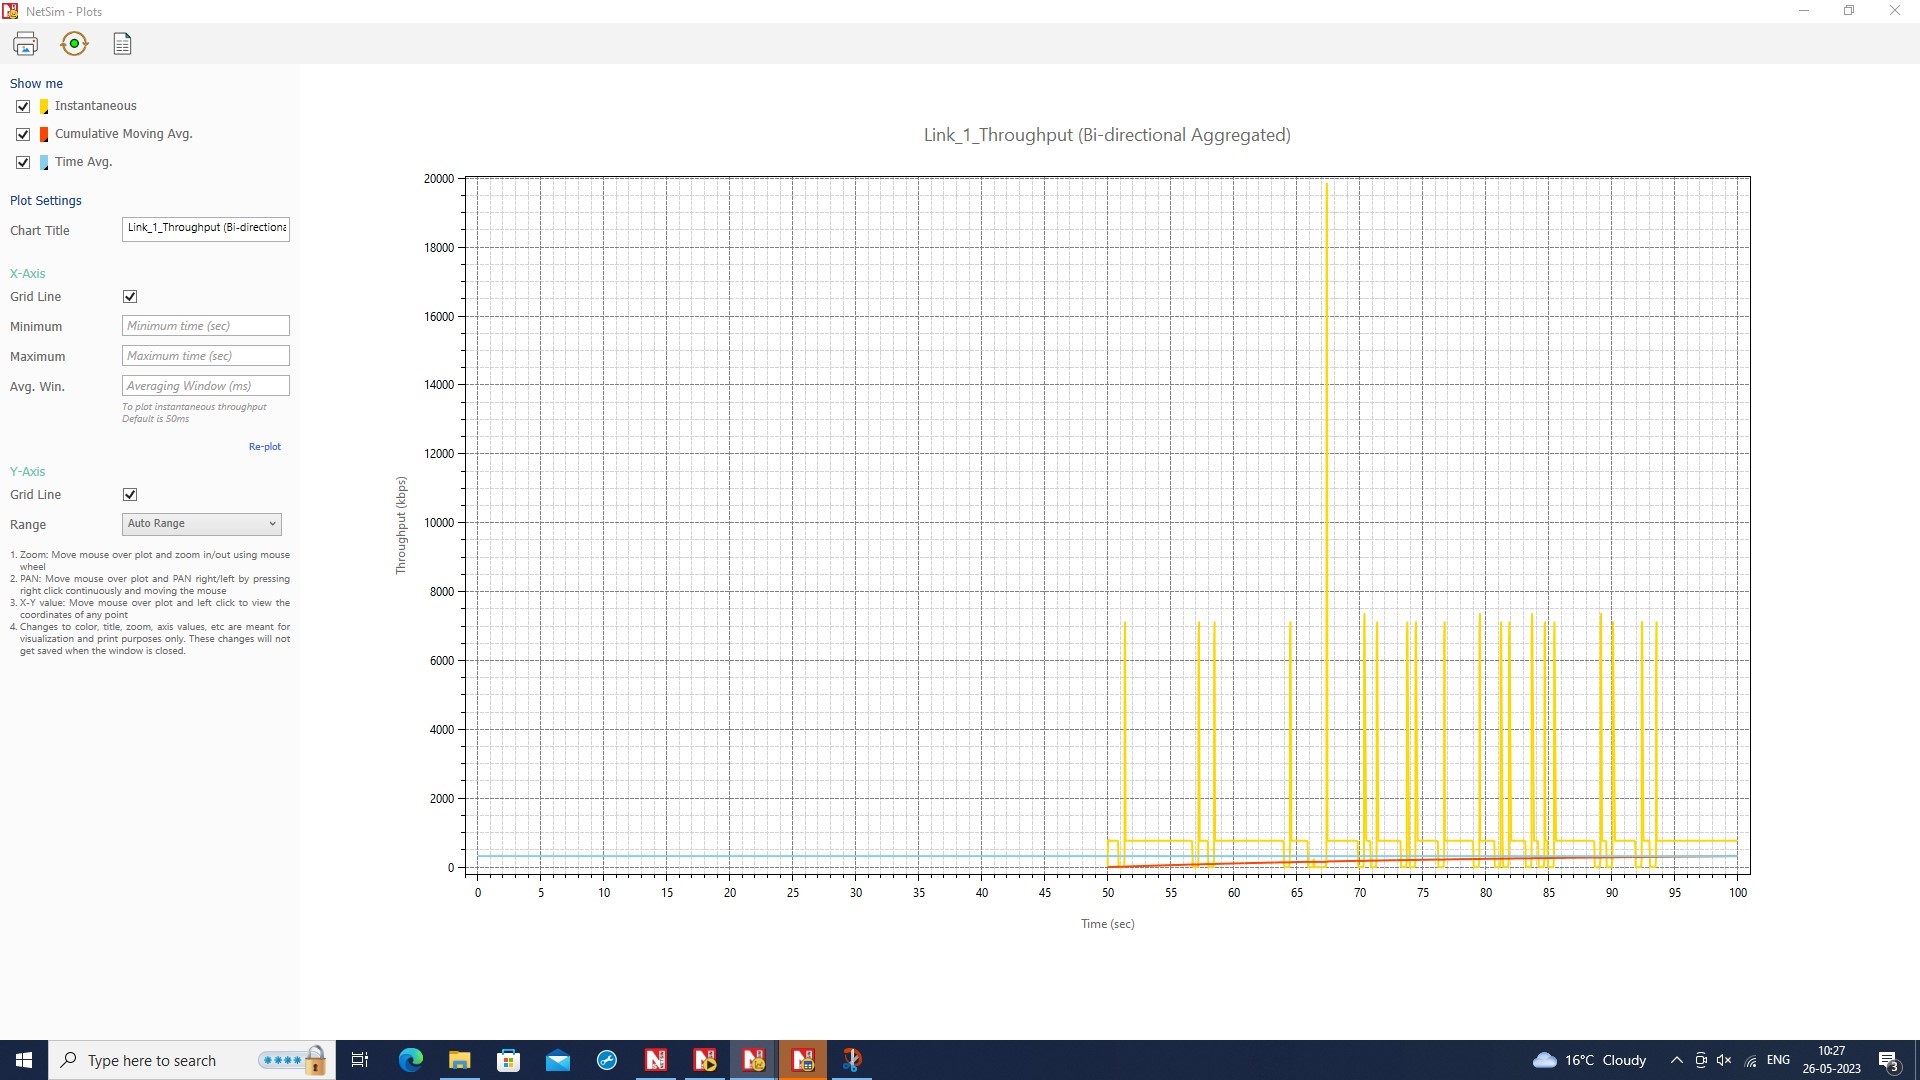 NetSim - Plots
Show me
Instantaneous
Cumulative Moving Avg.
Time Avg.
Plot Settings
Chart Title
Link_1_Throughput (Bi-directiona
X-Axis
Grid Line
Minimum
Minimum time (sec)
Maximum
Maximum time (sec)
Avg. Win.
Averaging Window (ms)
To plot instantaneous throughput
Default is 50ms
Re-plot
Y-Axis
Grid Line
Range
Auto Range
1. Zoom: Move mouse over plot and zoom in/out using mouse
wheel
2. PAN: Move mouse over plot and PAN right/left by pressing
right click continuously and moving the mouse
3. X-Y value: Move mouse over plot and left click to view the
coordinates of any point
4. Changes to color, title, zoom, axis values, etc are meant for
visualization and print purposes only. These changes will not
get saved when the window is closed.
Link_1_Throughput (Bi-directional Aggregated)
Throughput (kbps)
20000
18000
16000
14000
12000
10000
8000
6000
4000
2000
0
0 5 10 15 20 25 30 35 40 45 50 55 60 65 70 75 80 85 90 95 100
Time (sec)
Type here to search
16°C Cloudy
ENG
10:27
26-05-2023
3